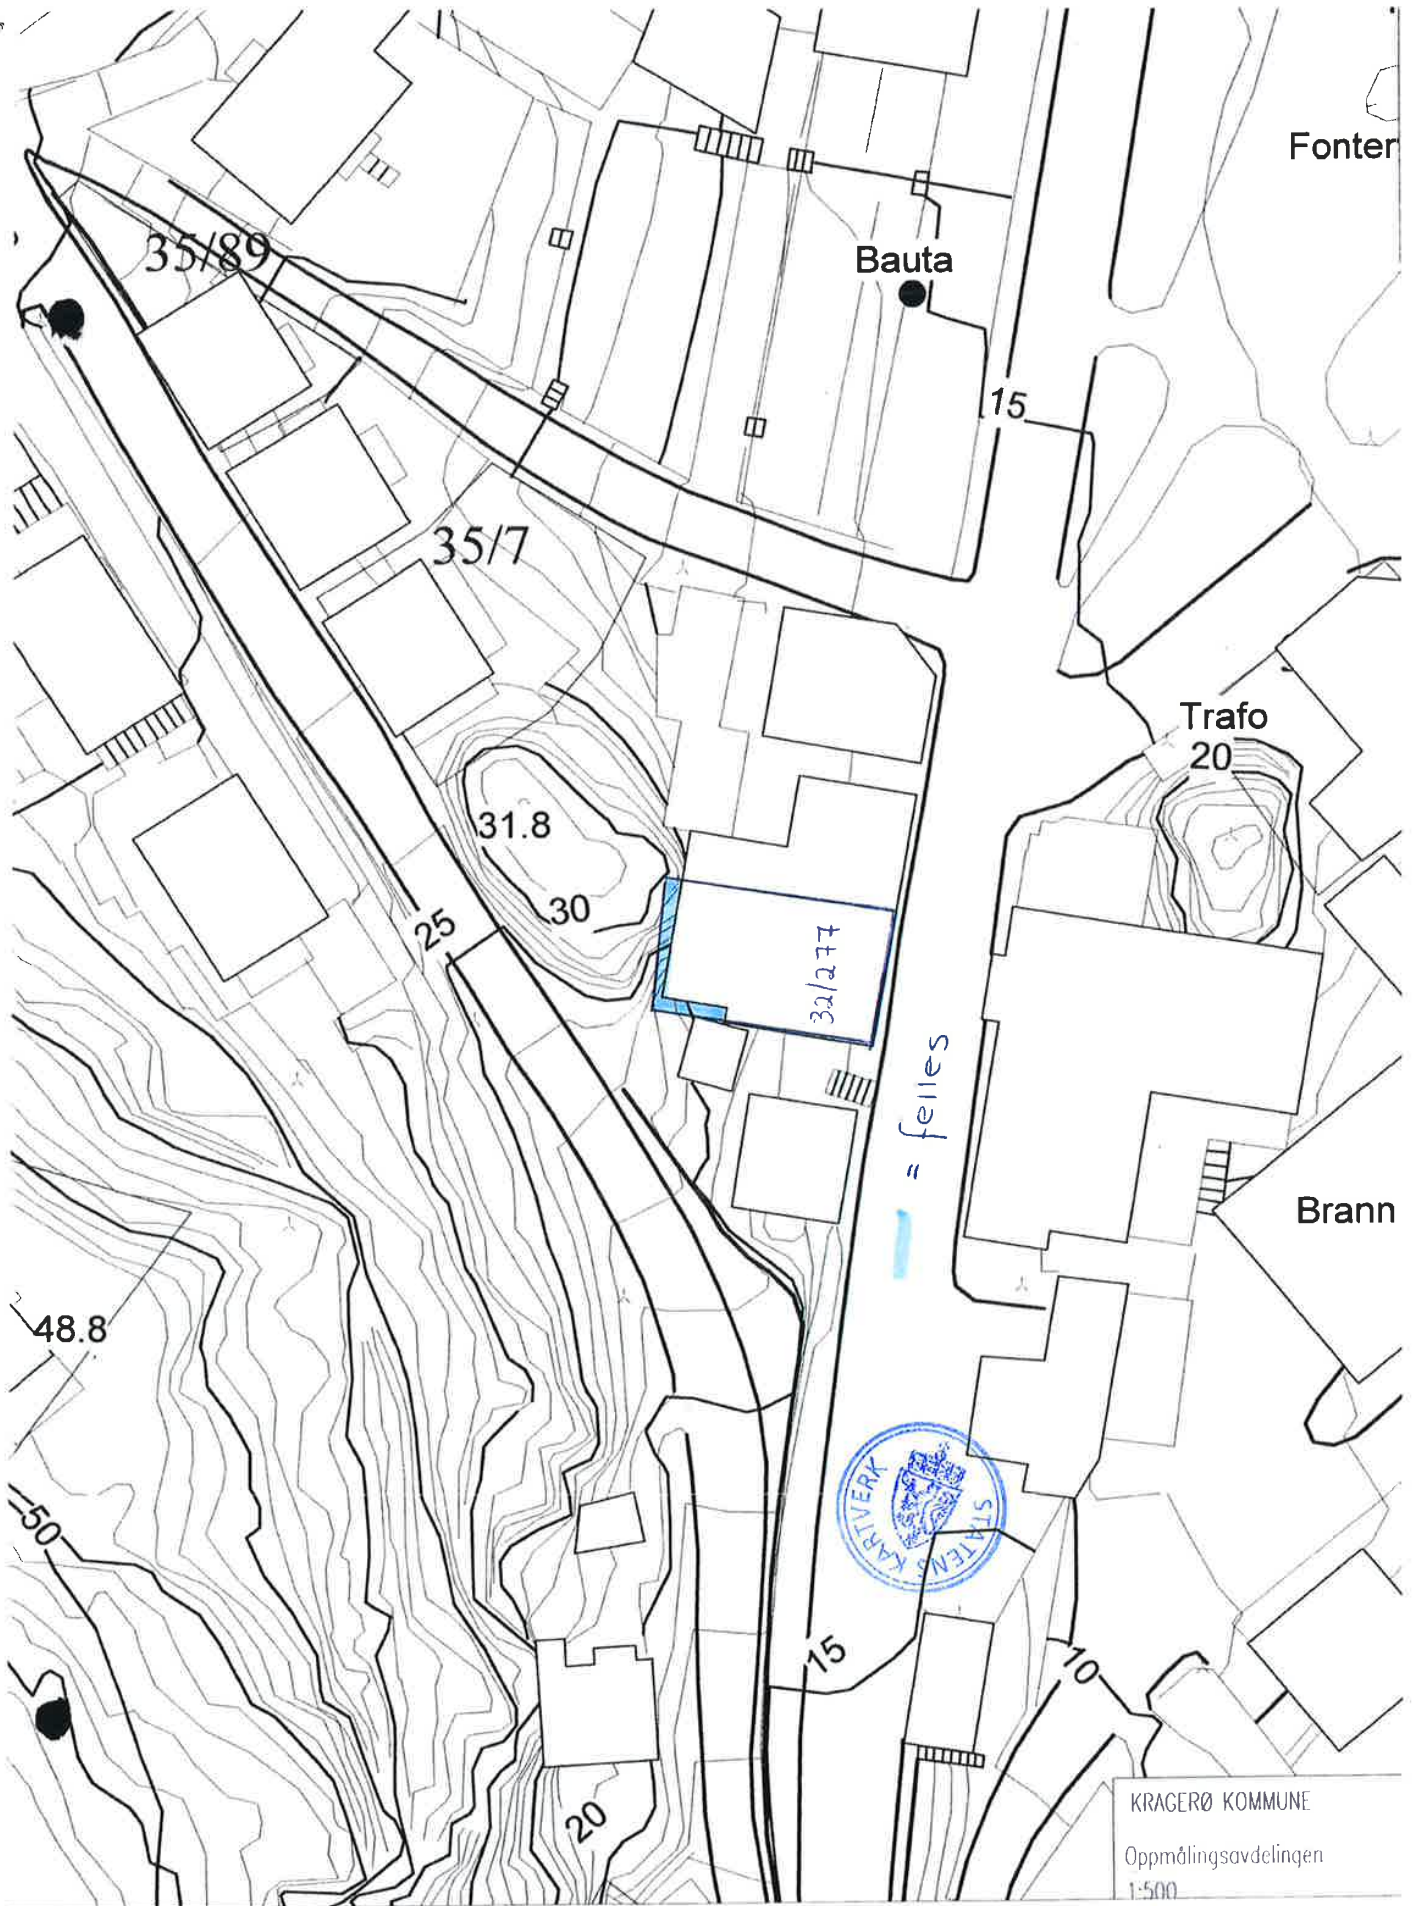 Fonter
35/89
Bauta
15
35/7
Trafo
20
31.8
30
25
32/277
= felles
Brann
48.8
STATENS KARTVERK
50
15
10
20
KRAGERØ KOMMUNE
Oppmålingsavdelingen
1:500